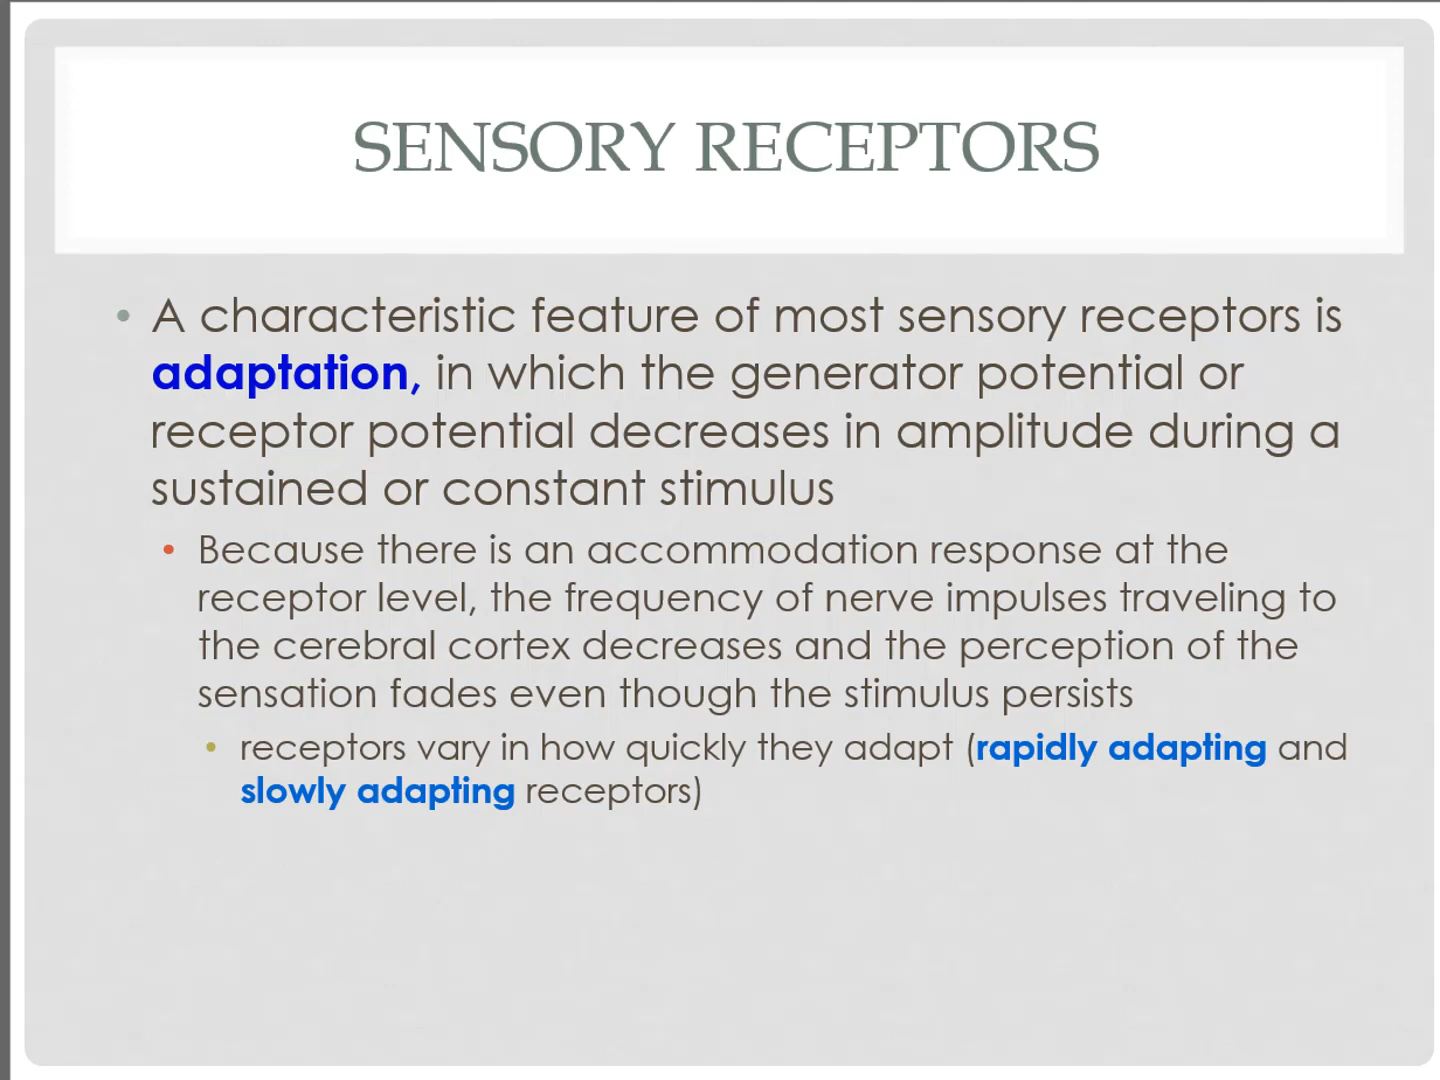 SENSORY RECEPTORS
• A characteristic feature of most sensory receptors is
adaptation, in which the generator potential or
receptor potential decreases in amplitude during a
sustained or constant stimulus
• Because there is an accommodation response at the
receptor level, the frequency of nerve impulses traveling to
the cerebral cortex decreases and the perception of the
sensation fades even though the stimulus persists
• receptors vary in how quickly they adapt (rapidly adapting and
slowly adapting receptors)